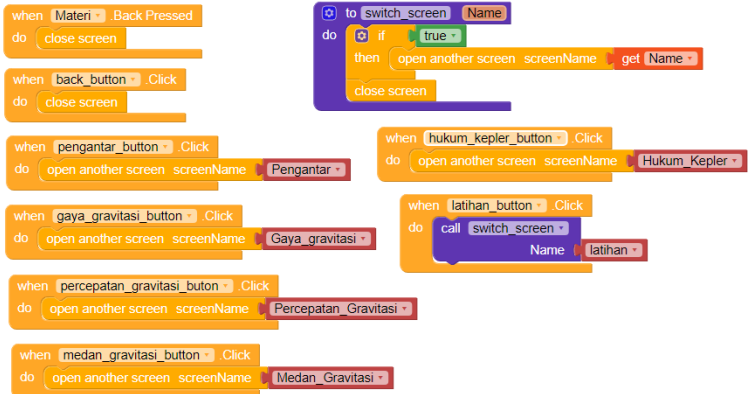 when Materi .Back Pressed
do close screen
when back_button .Click
do close screen
when pengantar_button .Click
do open another screen screenName Pengantar
when gaya_gravitasi_button .Click
do open another screen screenName Gaya_gravitasi
when percepatan_gravitasi_buton .Click
do open another screen screenName Percepatan_Gravitasi
when medan_gravitasi_button .Click
do open another screen screenName Medan_Gravitasi
to switch_screen Name
do if true
then open another screen screenName get Name
close screen
when hukum_kepler_button .Click
do open another screen screenName Hukum_Kepler
when latihan_button .Click
do call switch_screen
Name latihan